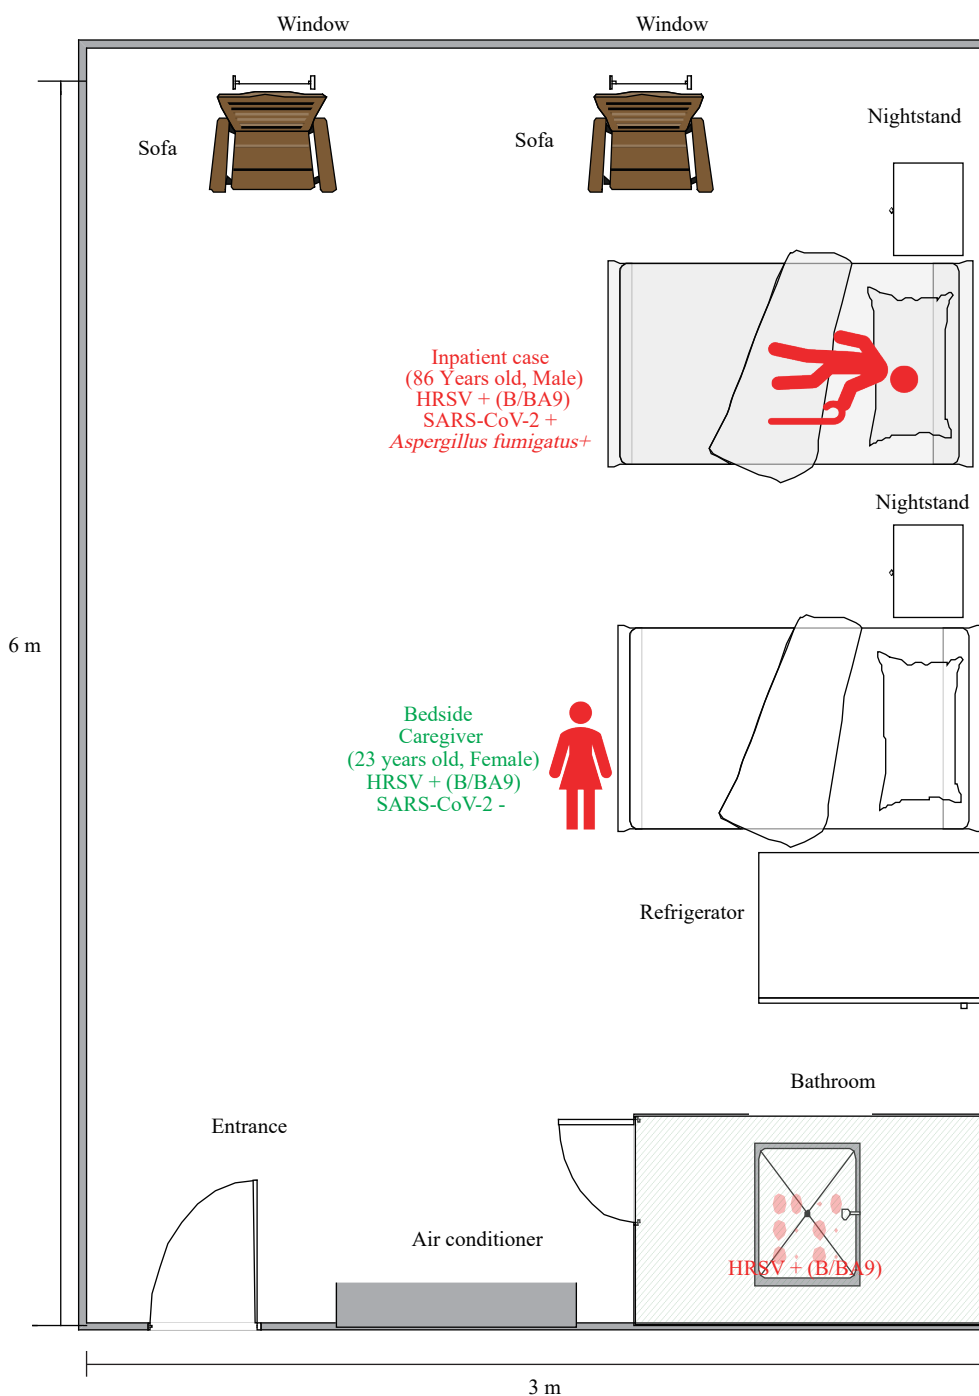 Window
Window
Nightstand
Sofa
Sofa
Inpatient case
(86 Years old, Male)
HRSV + (B/BA9)
SARS-CoV-2 +
Aspergillus fumigatus+
Nightstand
6 m
Bedside
Caregiver
(23 years old, Female)
HRSV + (B/BA9)
SARS-CoV-2 -
Refrigerator
Bathroom
Entrance
Air conditioner
HRSV + (B/BA9)
3 m